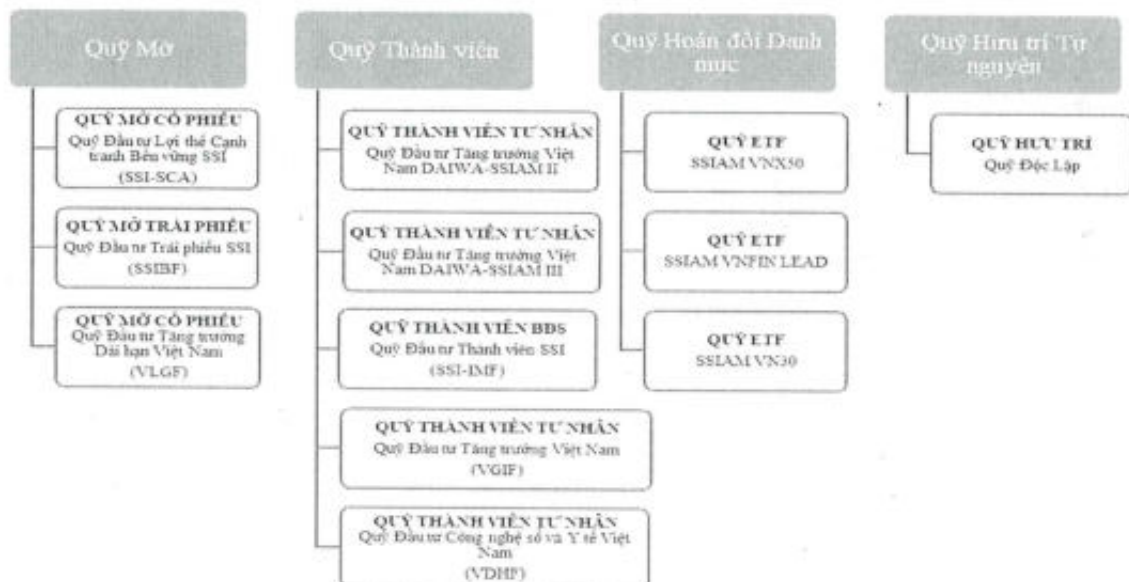 Quỹ Mở
QUỸ MỞ CỔ PHIẾU
Quỹ Đầu tư Lợi thế Cạnh
tranh Bền vững SSI
(SSI-SCA)
QUỸ MỞ TRÁI PHIẾU
Quỹ Đầu tư Trái phiếu SSI
(SSIBF)
QUỸ MỞ CỔ PHIẾU
Quỹ Đầu tư Tăng trưởng
Dài hạn Việt Nam
(VLGF)
Quỹ Thành viên
QUỸ THÀNH VIÊN TƯ NHÂN
Quỹ Đầu tư Tăng trưởng Việt
Nam DAIWA-SSIAM II
QUỸ THÀNH VIÊN TƯ NHÂN
Quỹ Đầu tư Tăng trưởng Việt
Nam DAIWA-SSIAM III
QUỸ THÀNH VIÊN BĐS
Quỹ Đầu tư Thành viên SSI
(SSI-IMF)
QUỸ THÀNH VIÊN TƯ NHÂN
Quỹ Đầu tư Tăng trưởng Việt Nam
(VGIF)
QUỸ THÀNH VIÊN TƯ NHÂN
Quỹ Đầu tư Công nghệ số và Y tế Việt
Nam
(VDHF)
Quỹ Hoán đổi Danh
mục
QUỸ ETF
SSIAM VNX50
QUỸ ETF
SSIAM VNFIN LEAD
QUỸ ETF
SSIAM VN30
Quỹ Hưu trí Tự
nguyện
QUỸ HƯU TRÍ
Quỹ Độc Lập